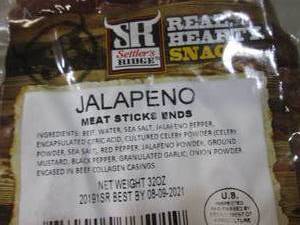 SR
Settler's
RIDGE
REAL.
HEART
SNAC
JALAPENO
MEAT STICKS ENDS
INGREDIENTS: BEEF, WATER, SEA SALT, JALAPENO PEPPER,
ENCAPSULATED CITRIC ACID, CULTURED CELERY POWDER (CELERY
POWDER, SEA SALT), RED PEPPER, JALAPENO POWDER, GROUND
MUSTARD, BLACK PEPPER, GRANULATED GARLIC, ONION POWDER
ENCASED IN BEEF COLLAGEN CASINGS.
NET WEIGHT 32OZ
20191SR BEST BY 08-09-2021
U.S.
INSPECTED
AND PASSED BY
DEPARTMENT OF
AGRICULTURE